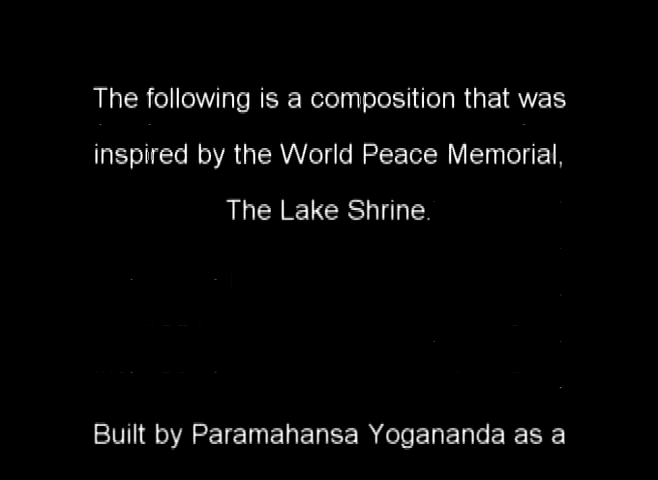 The following is a composition that was
inspired by the World Peace Memorial,
The Lake Shrine.
Built by Paramahansa Yogananda as a